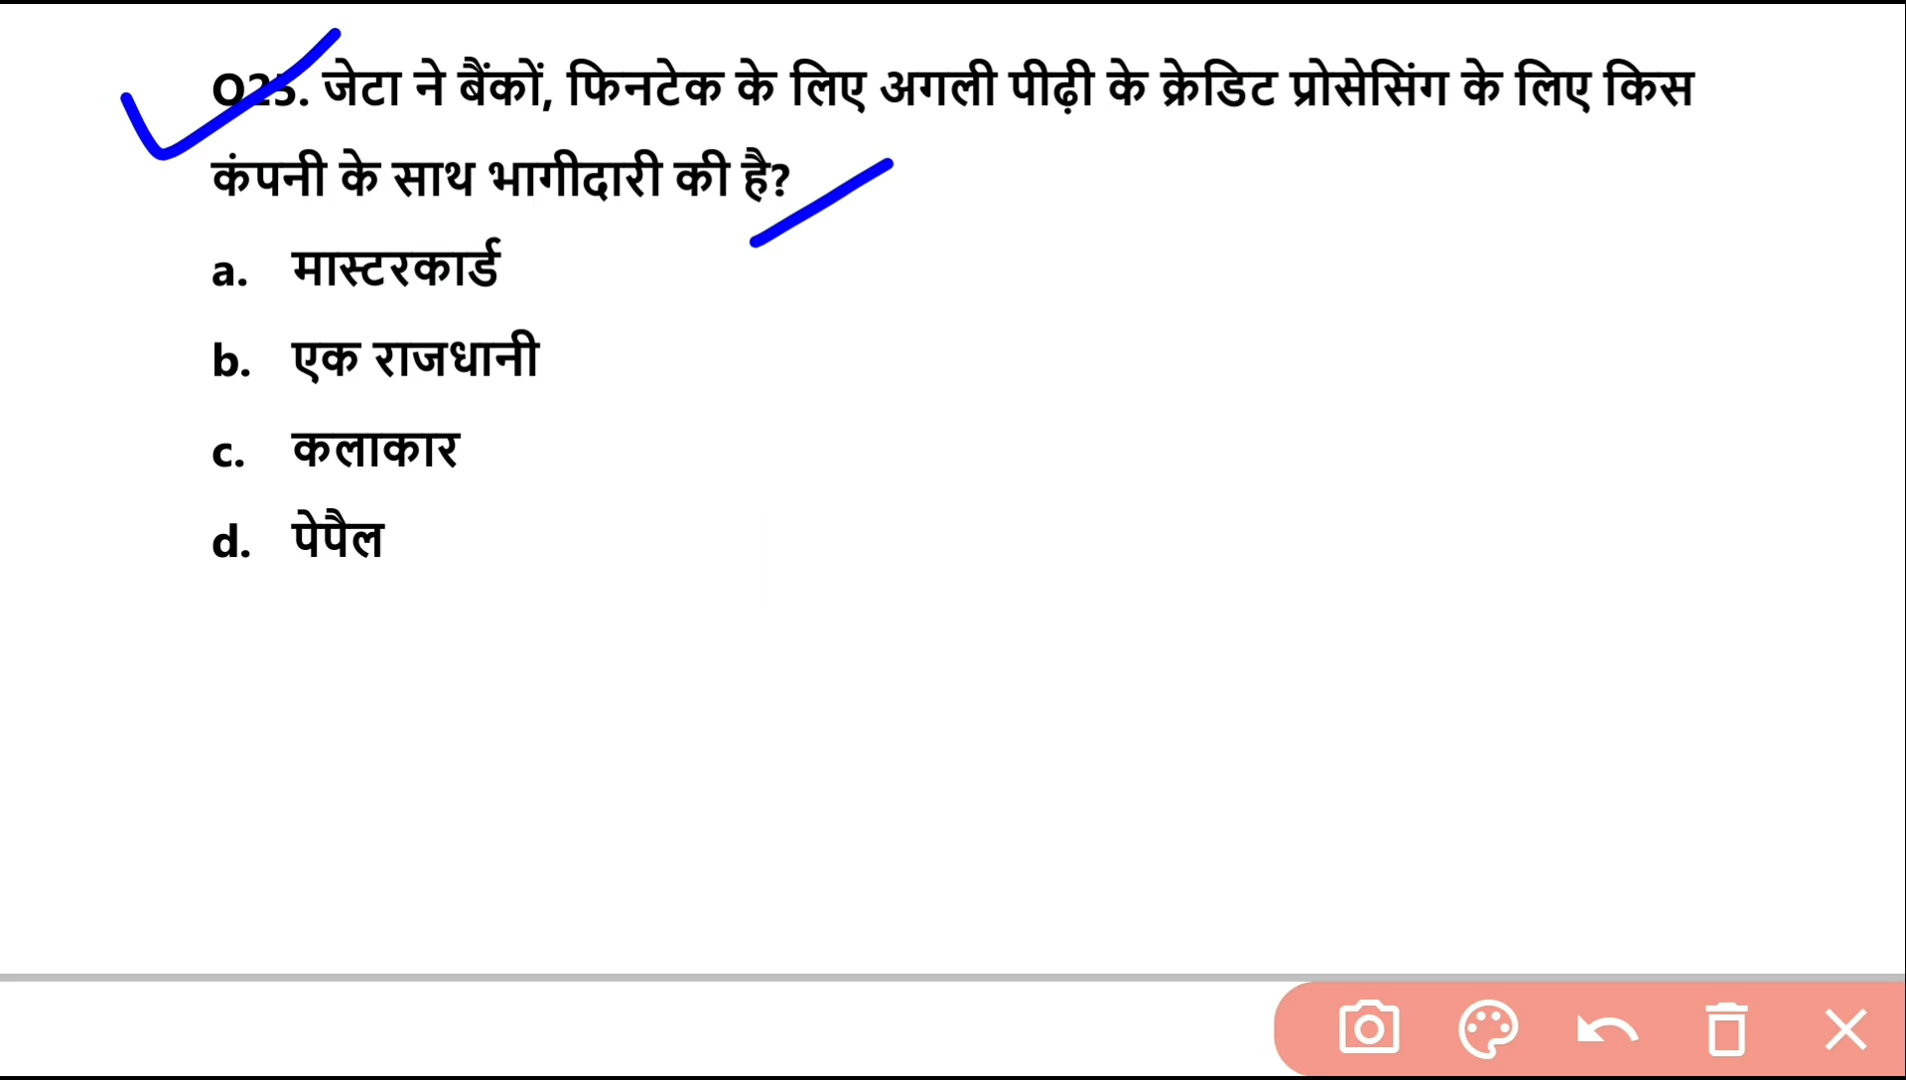 Q25. जेटा ने बैंकों, फिनटेक के लिए अगली पीढ़ी के क्रेडिट प्रोसेसिंग के लिए किस
कंपनी के साथ भागीदारी की है?
a. मास्टरकार्ड
b. एक राजधानी
c. कलाकार
d. पेपैल